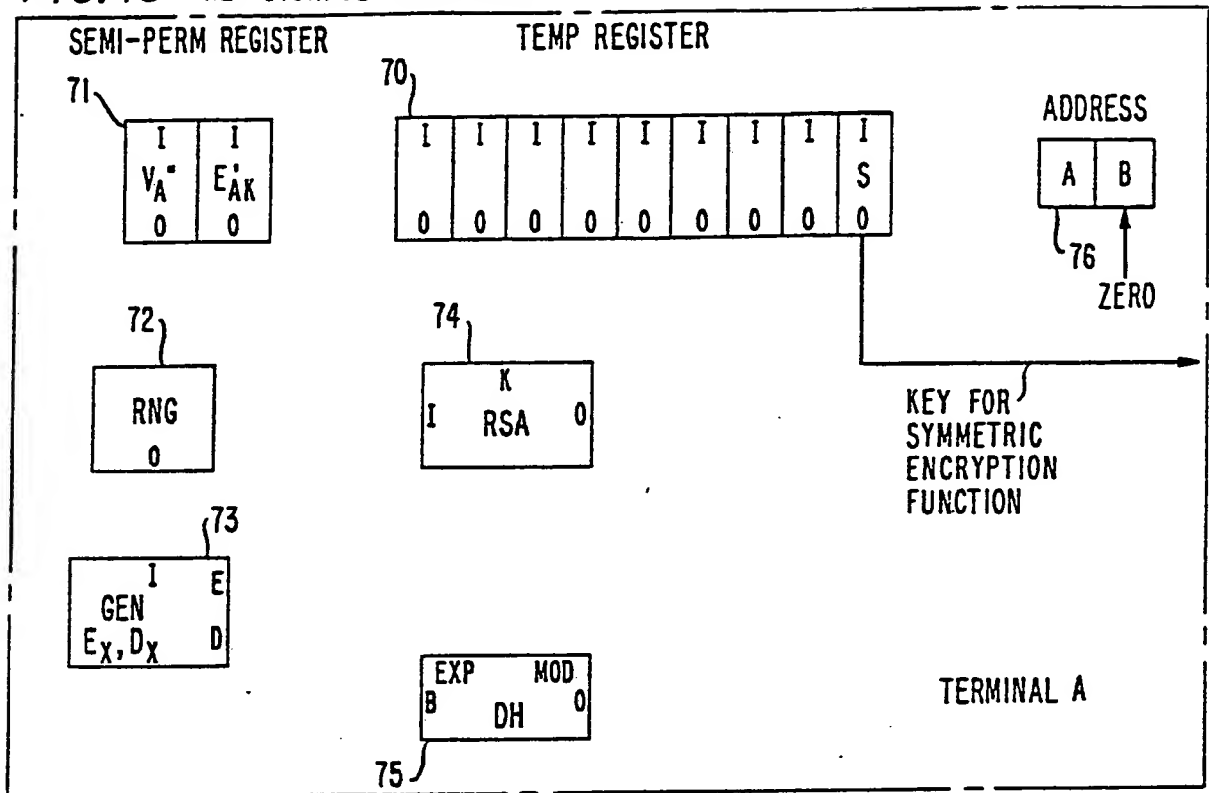 SEMI-PERM REGISTER
TEMP REGISTER
71
70
ADDRESS
I I
V_A" E'_AK
0 0
I I I I I I I I I
S
0 0 0 0 0 0 0 0 0
A B
76
ZERO
72
74
RNG
0
K
I RSA 0
KEY FOR
SYMMETRIC
ENCRYPTION
FUNCTION
73
I E
GEN
E_X, D_X D
EXP MOD
B DH 0
75
TERMINAL A